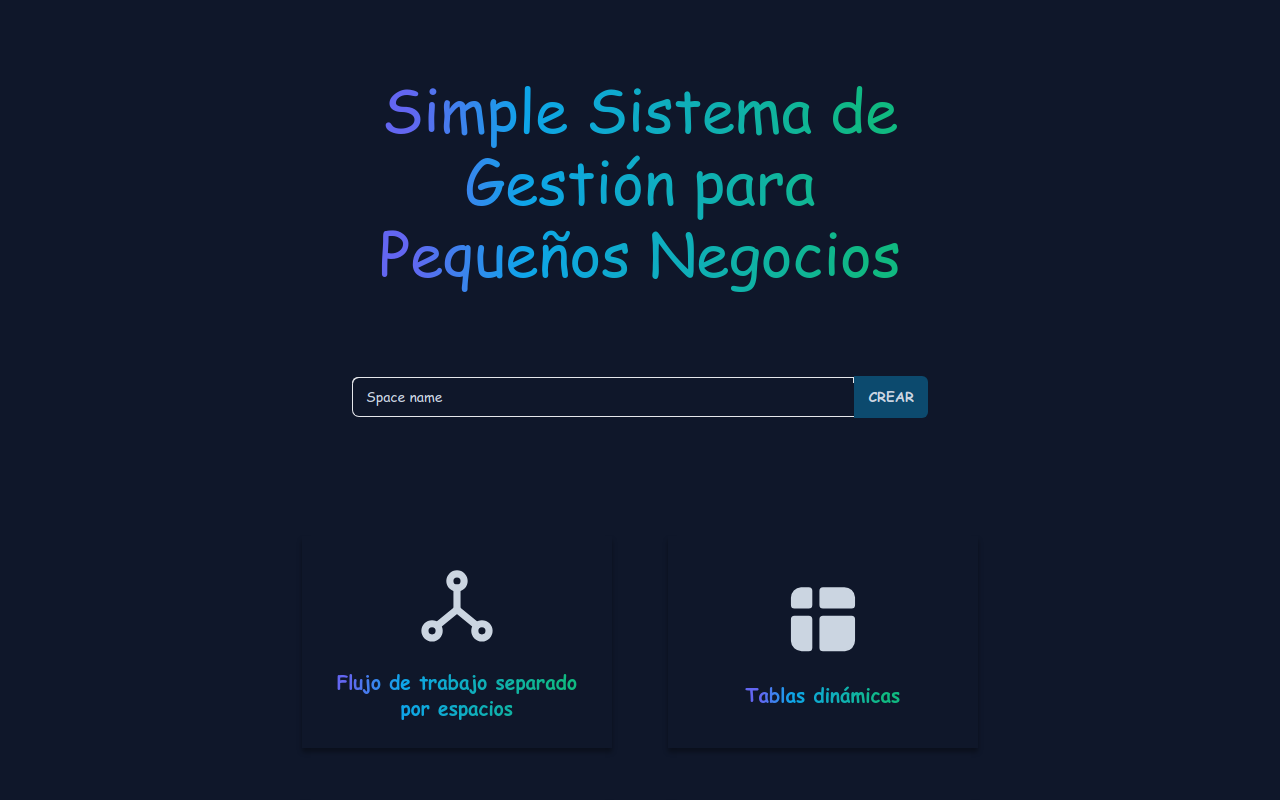 Simple Sistema de
Gestión para
Pequeños Negocios
Space name
CREAR
Flujo de trabajo separado
por espacios
Tablas dinámicas